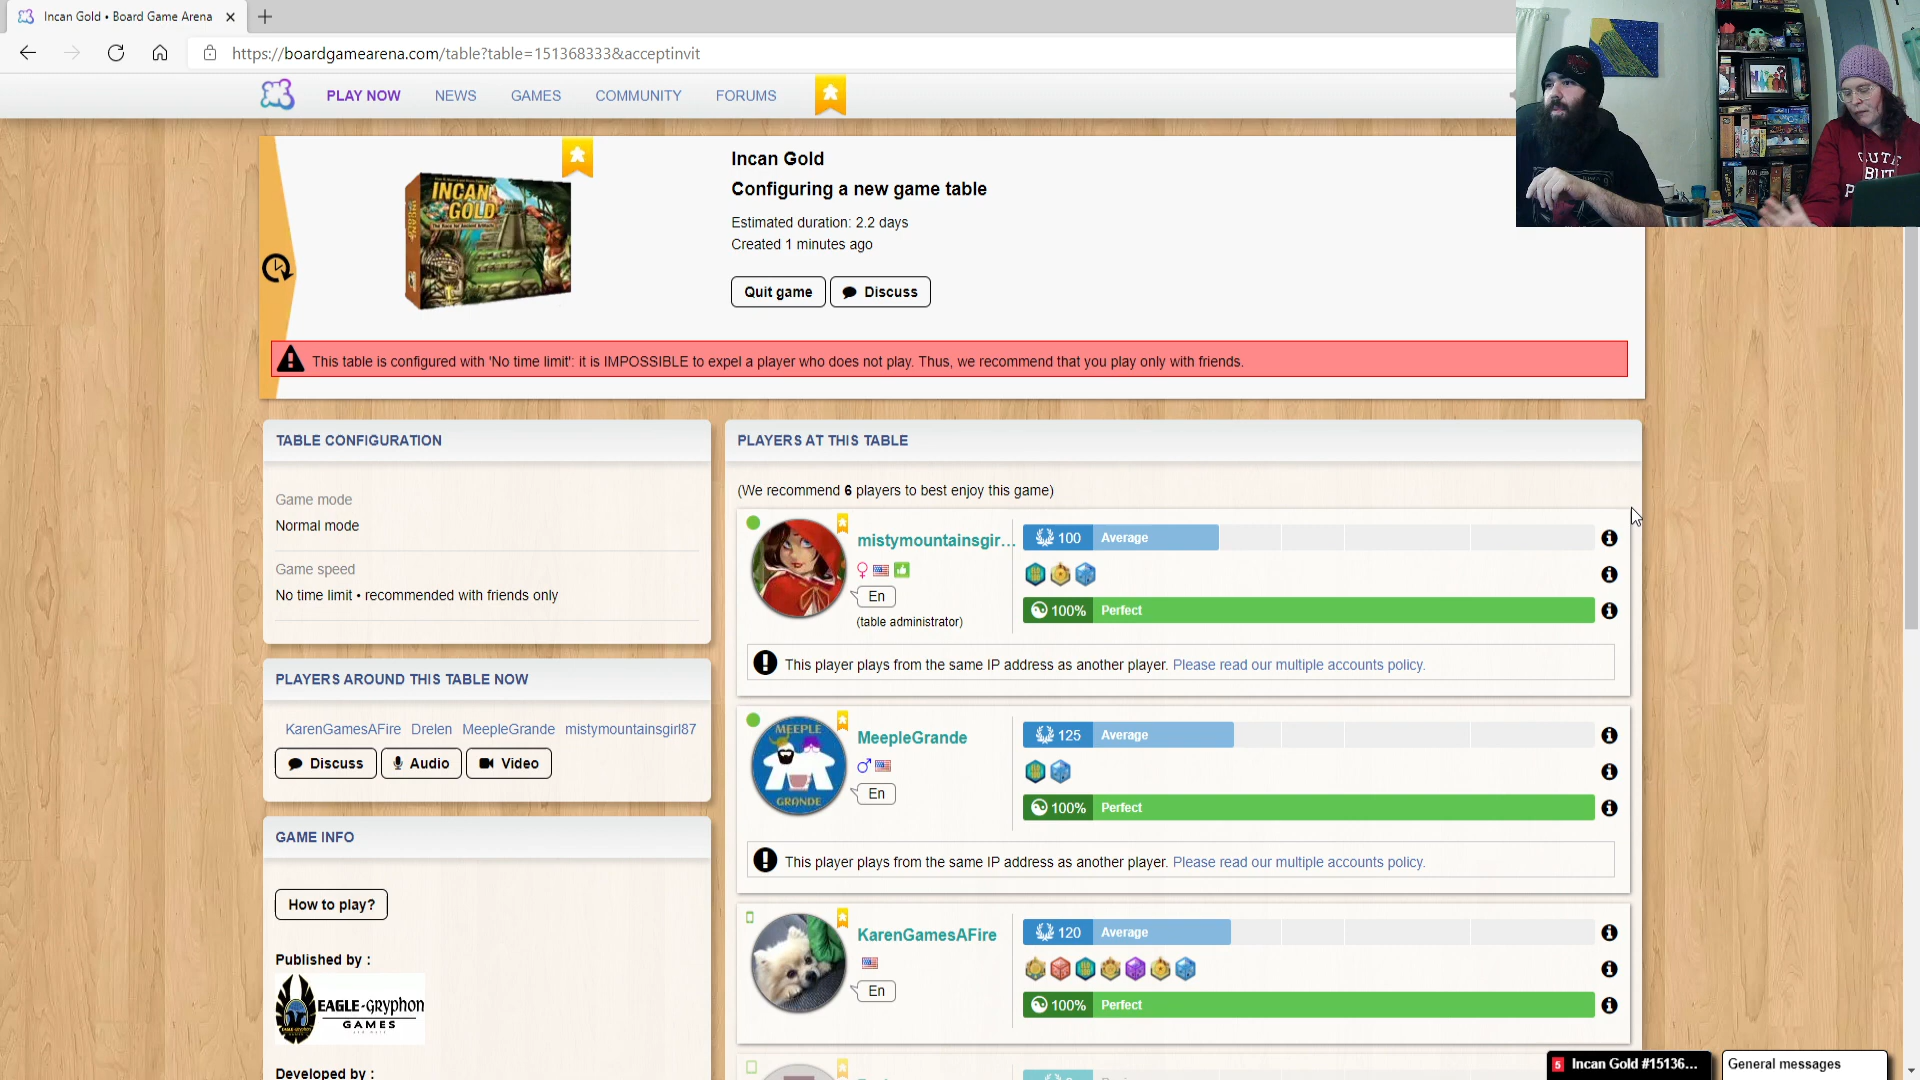 Incan Gold • Board Game Arena
https://boardgamearena.com/table?table=151368333&acceptinvit
PLAY NOW
NEWS
GAMES
COMMUNITY
FORUMS
INCAN GOLD
Incan Gold
Configuring a new game table
Estimated duration: 2.2 days
Created 1 minutes ago
Quit game
Discuss
This table is configured with 'No time limit': it is IMPOSSIBLE to expel a player who does not play. Thus, we recommend that you play only with friends.
TABLE CONFIGURATION
Game mode
Normal mode
Game speed
No time limit • recommended with friends only
PLAYERS AROUND THIS TABLE NOW
KarenGamesAFire Drelen MeepleGrande mistymountainsgirl87
Discuss
Audio
Video
GAME INFO
How to play?
Published by :
EAGLE-GRYPHON
GAMES
Developed by :
PLAYERS AT THIS TABLE
(We recommend 6 players to best enjoy this game)
mistymountainsgir...
En
(table administrator)
100 Average
100% Perfect
This player plays from the same IP address as another player. Please read our multiple accounts policy.
MEEPLE
GRANDE
MeepleGrande
En
125 Average
100% Perfect
This player plays from the same IP address as another player. Please read our multiple accounts policy.
KarenGamesAFire
En
120 Average
100% Perfect
5 Incan Gold #15136...
General messages
CUTE
BUT